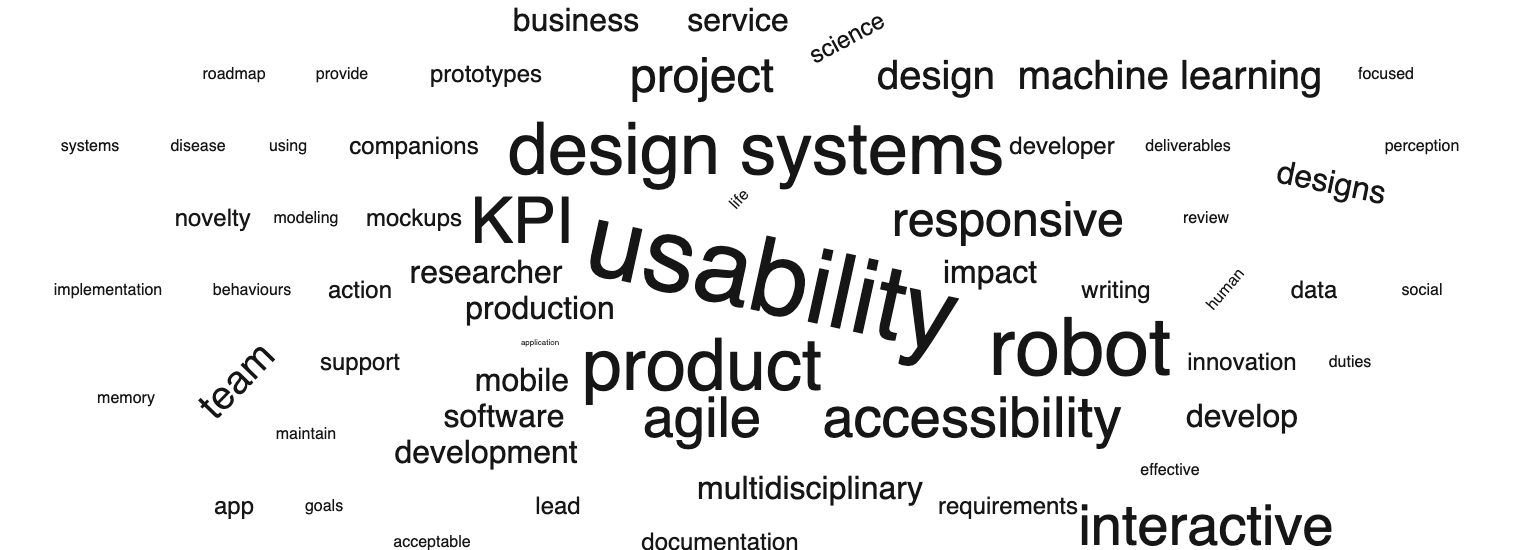 business service science
roadmap provide prototypes project design machine learning focused
systems disease using companions design systems developer deliverables perception
designs
life
novelty modeling mockups KPI usability responsive review
researcher impact
implementation behaviours action writing human data social
production
application
team support mobile product robot innovation duties
memory
software agile accessibility develop
maintain
development
effective
multidisciplinary
app goals lead requirements interactive
acceptable documentation